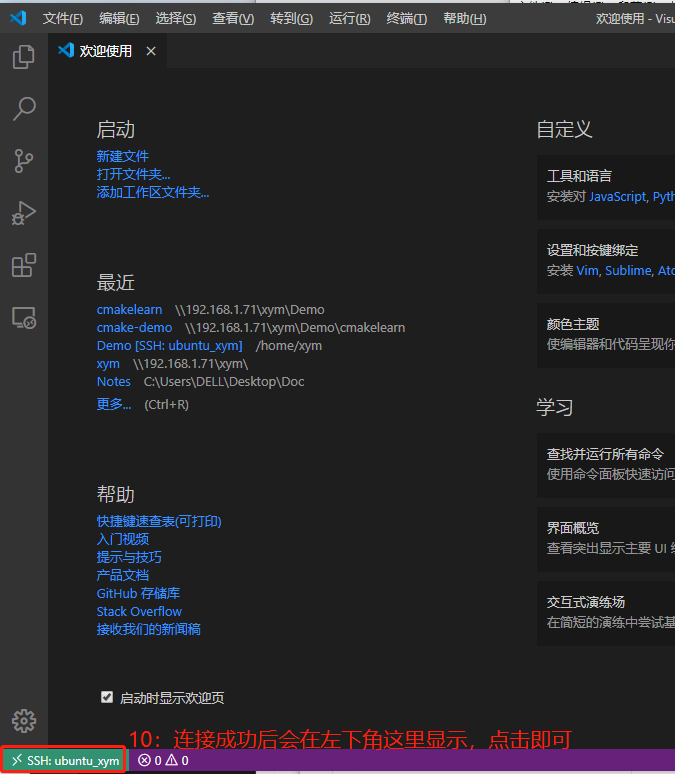 文件(F) 编辑(E) 选择(S) 查看(V) 转到(G) 运行(R) 终端(T) 帮助(H) 欢迎使用 - Visu
欢迎使用
启动
新建文件
打开文件夹...
添加工作区文件夹...
最近
cmakelearn \\192.168.1.71\xym\Demo
cmake-demo \\192.168.1.71\xym\Demo\cmakelearn
Demo [SSH: ubuntu_xym] /home/xym
xym \\192.168.1.71\xym\
Notes C:\Users\DELL\Desktop\Doc
更多... (Ctrl+R)
帮助
快捷键速查表(可打印)
入门视频
提示与技巧
产品文档
GitHub 存储库
Stack Overflow
接收我们的新闻稿
启动时显示欢迎页
自定义
工具和语言
安装对 JavaScript, Pyth
设置和按键绑定
安装 Vim, Sublime, Ato
颜色主题
使编辑器和代码呈现你
学习
查找并运行所有命令
使用命令面板快速访问
界面概览
查看突出显示主要 UI 组
交互式演练场
在简短的演练中尝试基
10：连接成功后会在左下角这里显示，点击即可
SSH: ubuntu_xym 0 0